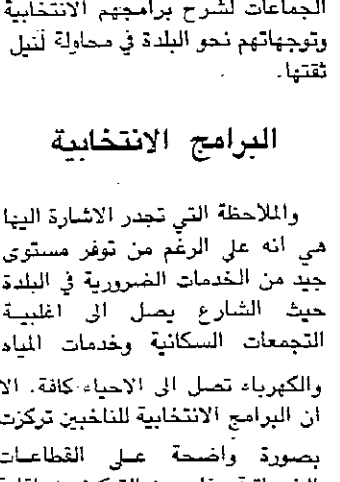 الجماعات لشرح برامجهم الانتخابية
وتوجهاتهم نحو البلدة في محاولة لنيل
ثقتها.
البرامج الانتخابية
والملاحظة التي تجدر الاشارة اليها
هي انه على الرغم من توفر مستوى
جيد من الخدمات الضرورية في البلدة
حيث الشارع يصل الى اغلبية
التجمعات السكانية وخدمات المياه
والكهرباء تصل الى الاحياء كافة. الا
ان البرامج الانتخابية للناخبين تركزت
بصورة واضحة على القطاعات